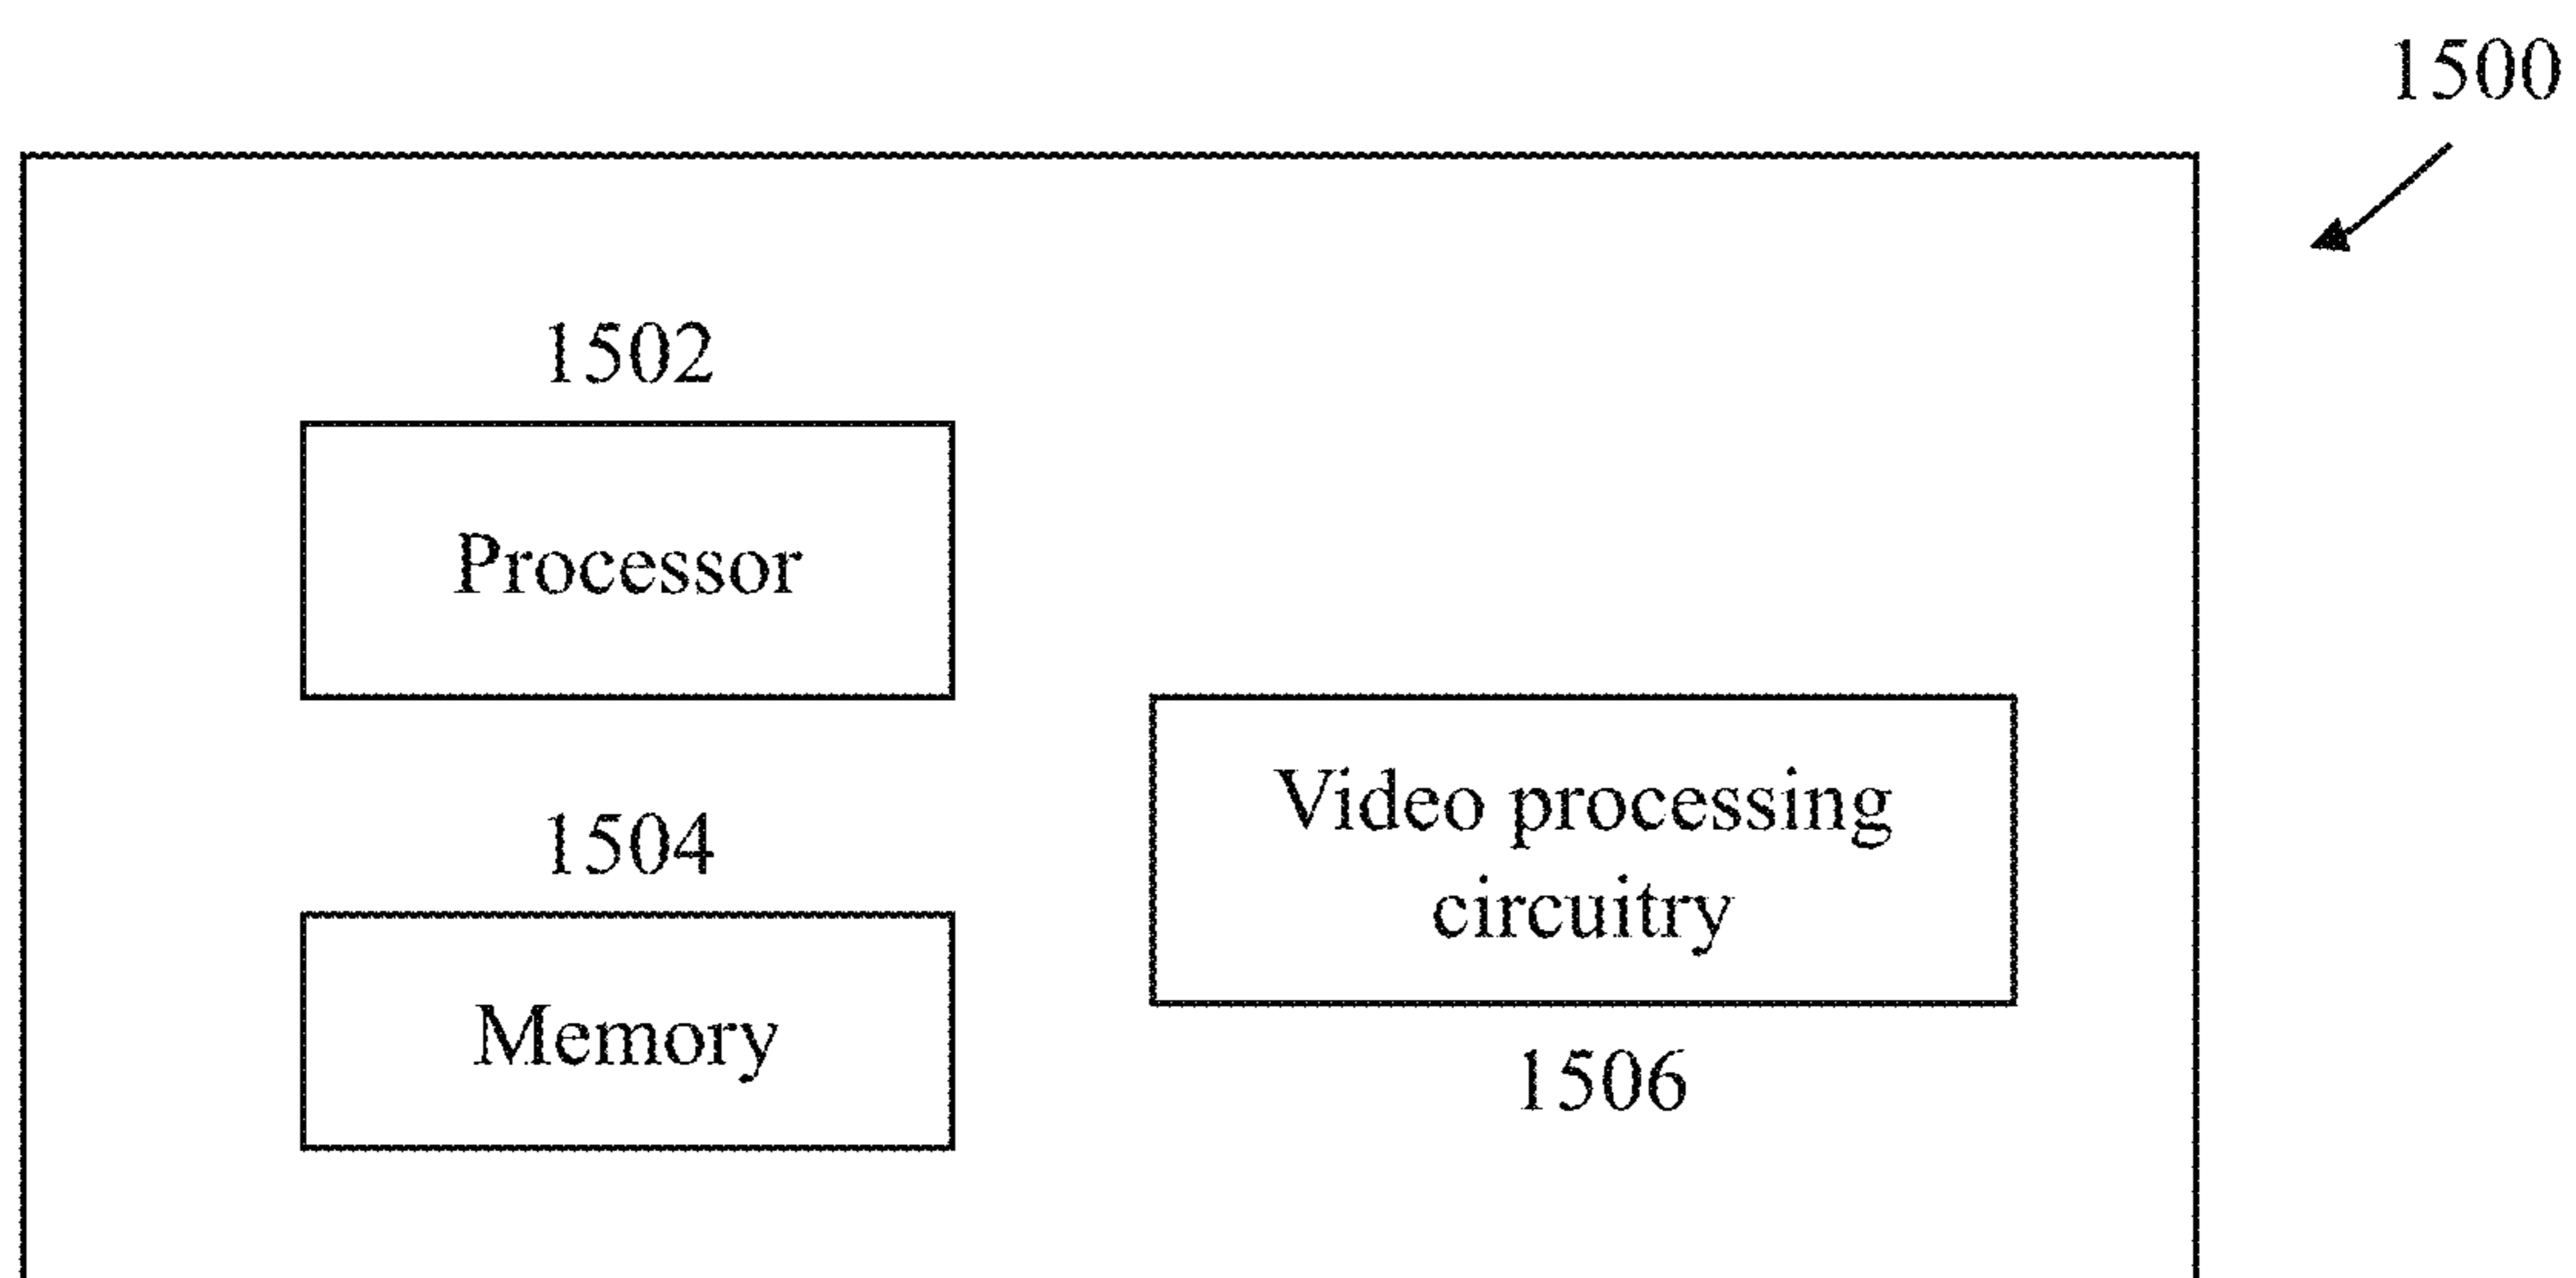 1500
1502
Processor
1504
Memory
Video processing
circuitry
1506